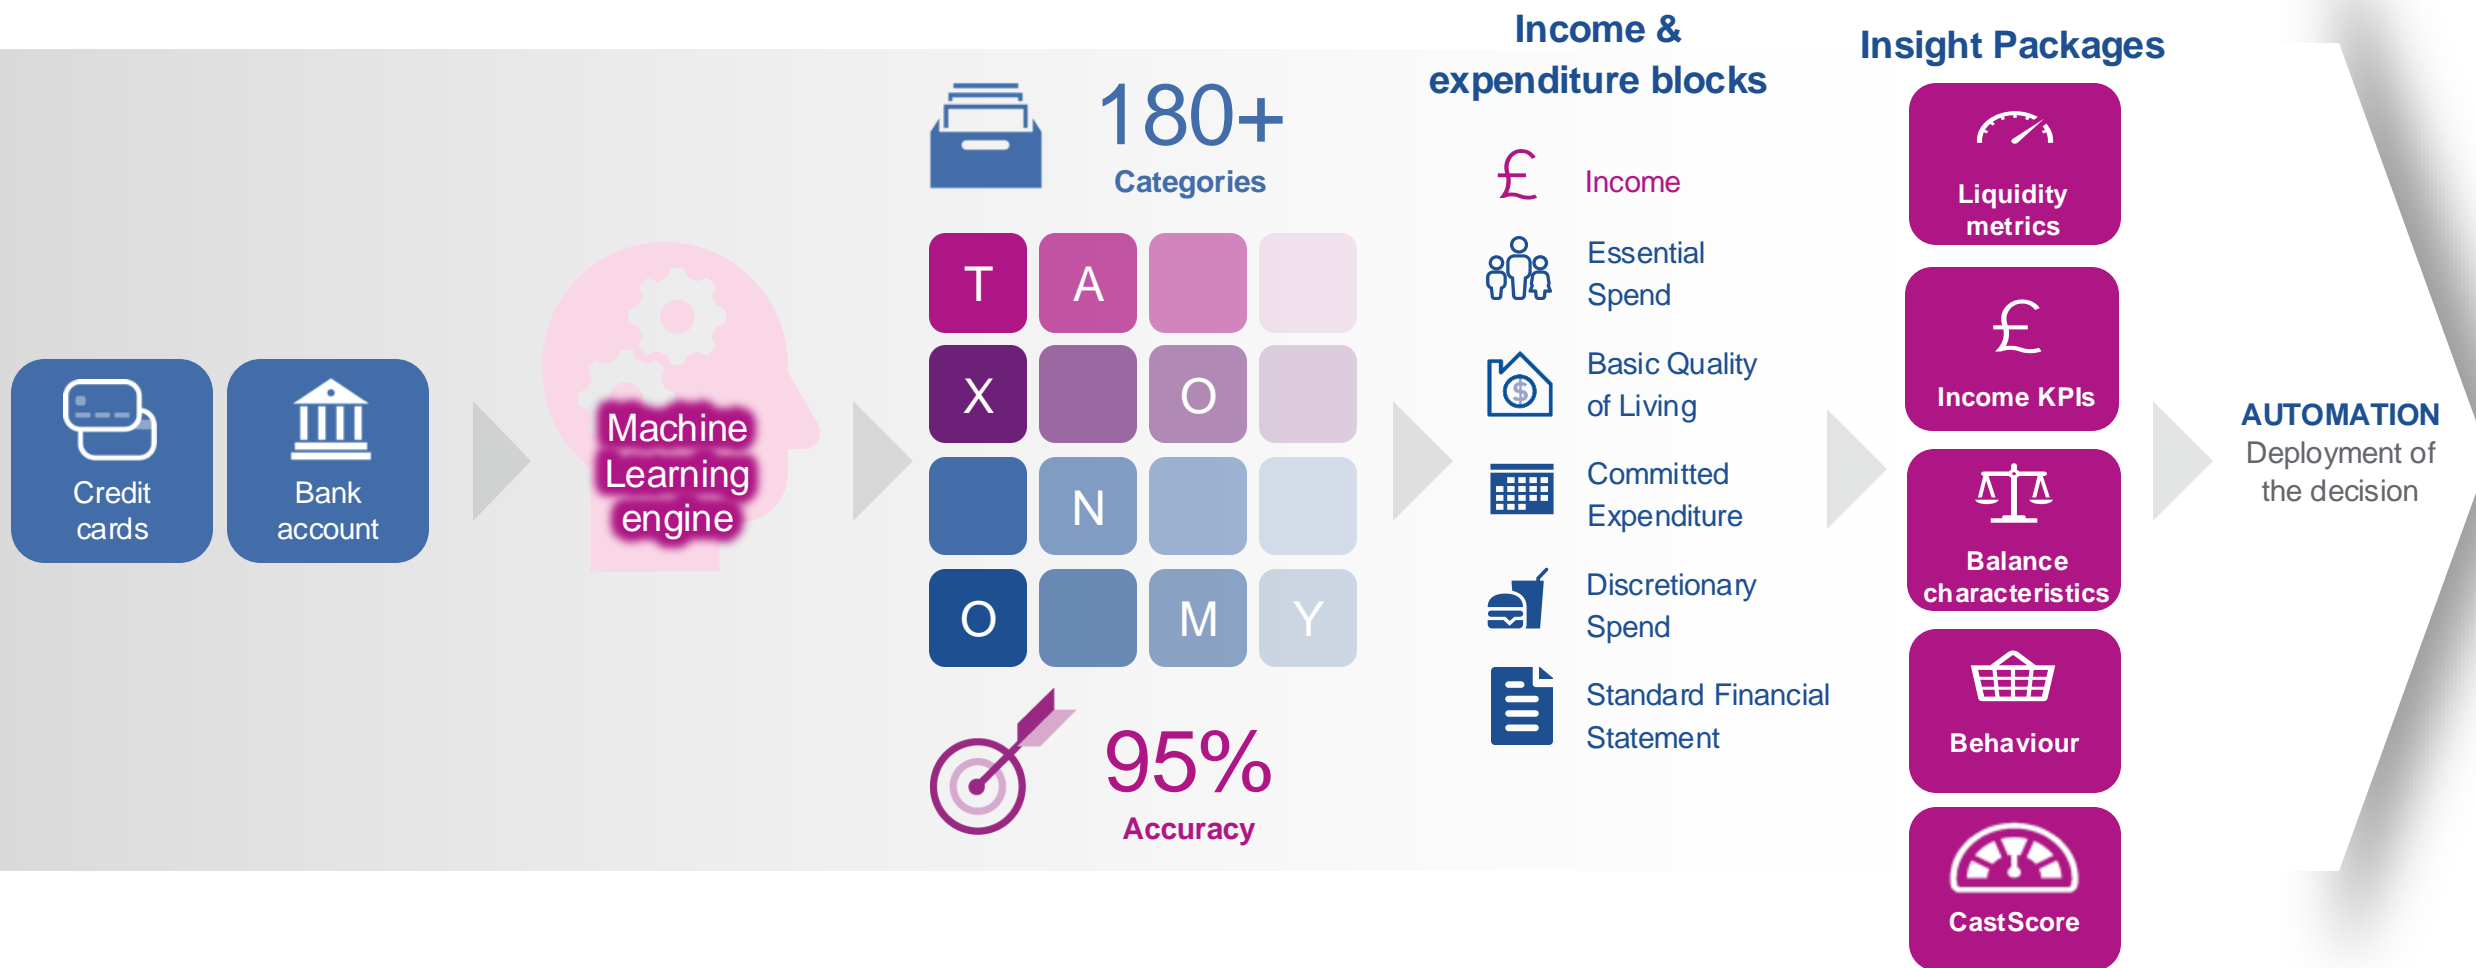 Credit
cards
Bank
account
Machine
Learning
engine
180+
Categories
T A
X O
N
O M Y
95%
Accuracy
Income &
expenditure blocks
£ Income
Essential
Spend
Basic Quality
of Living
$
Committed
Expenditure
Discretionary
Spend
Standard Financial
Statement
Insight Packages
Liquidity
metrics
£
Income KPIs
Balance
characteristics
Behaviour
CastScore
AUTOMATION
Deployment of
the decision